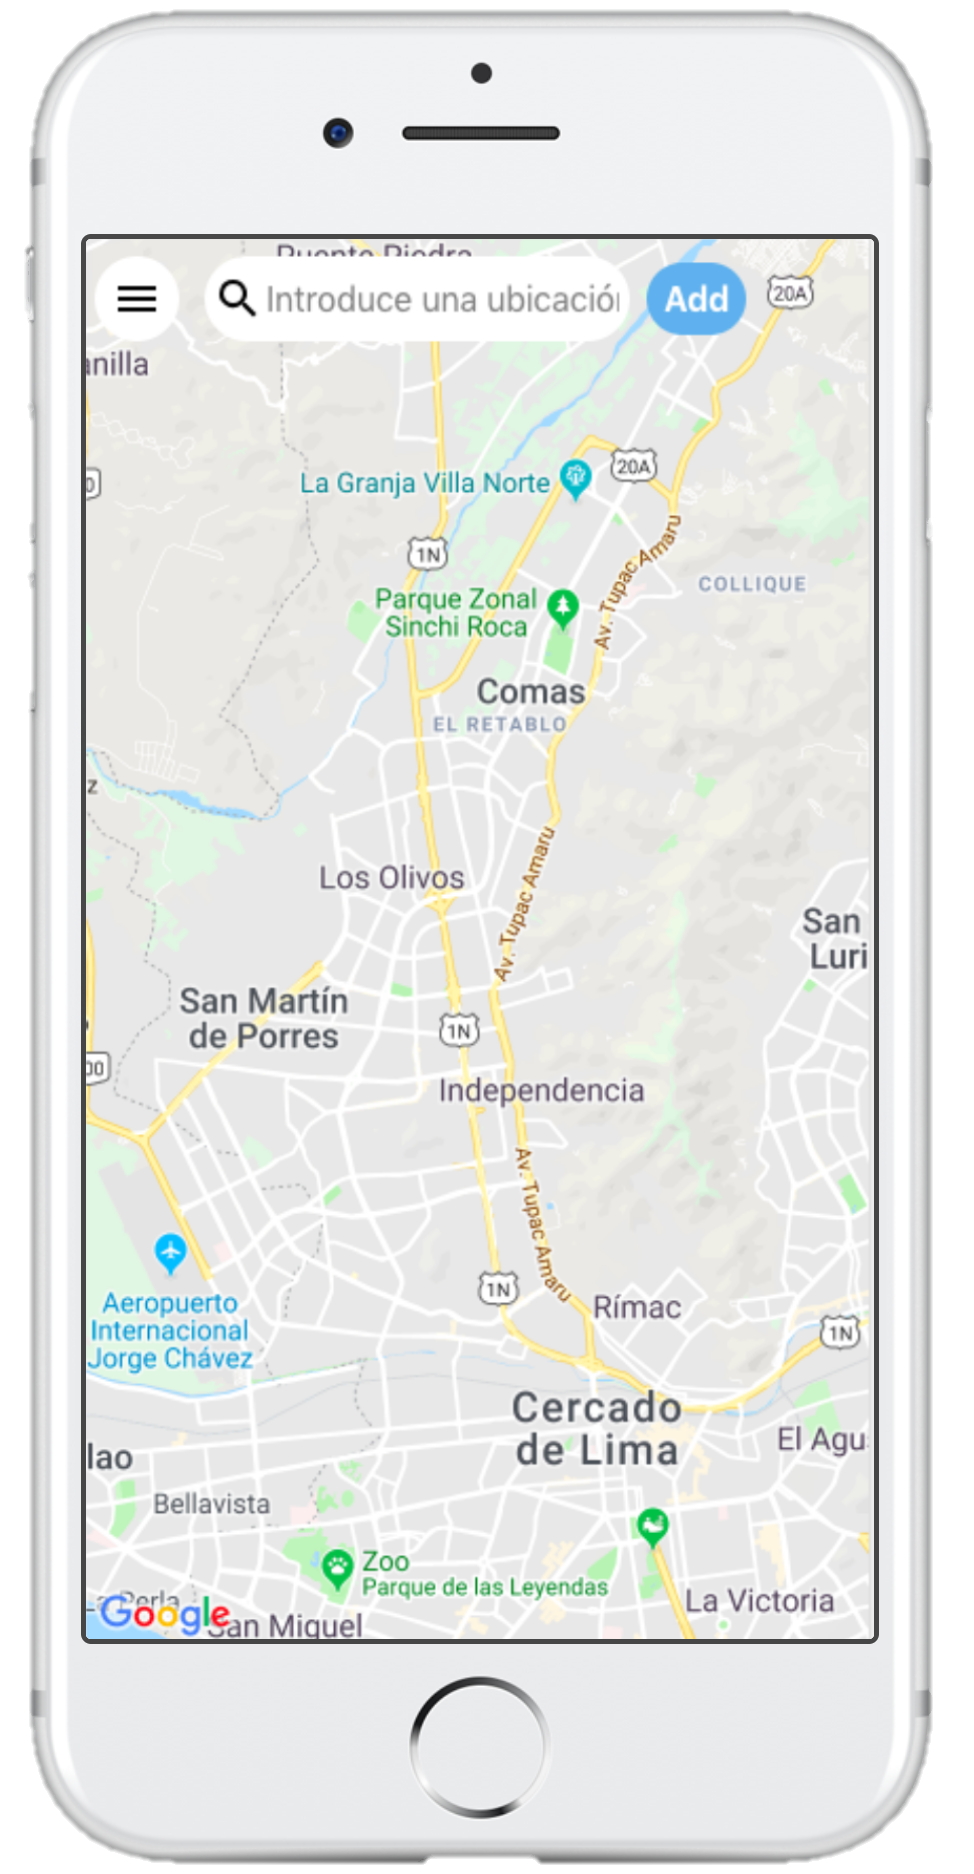 Puente Piedra
Introduce una ubicación
Add
20A
anilla
20A
La Granja Villa Norte
0
1N
Av. Tupac Amaru
COLLIQUE
Parque Zonal
Sinchi Roca
Comas
EL RETABLO
z
Los Olivos
Av. Tupac Amaru
San
Luri
San Martín
de Porres
1N
00
Independencia
Av. Tupac Amaru
Aeropuerto
Internacional
Jorge Chávez
1N
Rímac
1N
Cercado
de Lima
El Agu
lao
Bellavista
Zoo
Parque de las Leyendas
La Perla
Google
San Miguel
La Victoria